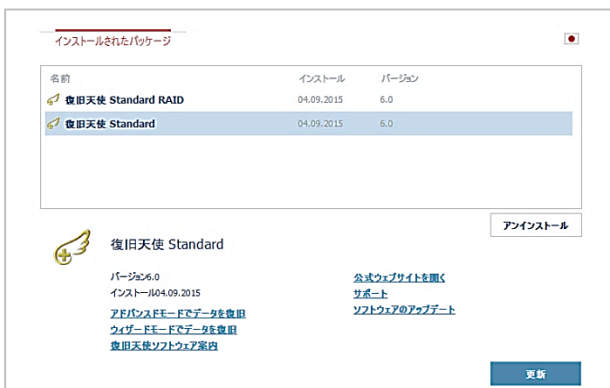 インストールされたパッケージ
名前 インストール バージョン
復旧天使 Standard RAID 04.09.2015 6.0
復旧天使 Standard 04.09.2015 6.0
アンインストール
復旧天使 Standard
バージョン6.0 公式ウェブサイトを開く
インストール04.09.2015 サポート
アドバンスドモードでデータを復旧 ソフトウェアのアップデート
ウィザードモードでデータを復旧
復旧天使ソフトウェア案内
更新